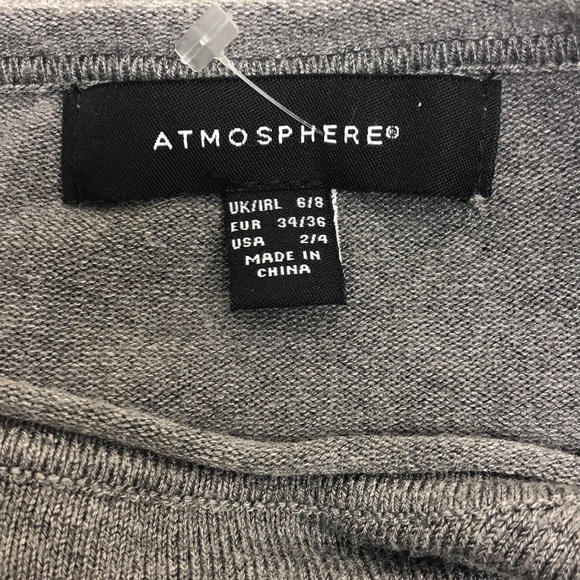 ATMOSPHERE®
UK/IRL 6/8
EUR 34/36
USA 2/4
MADE IN
CHINA